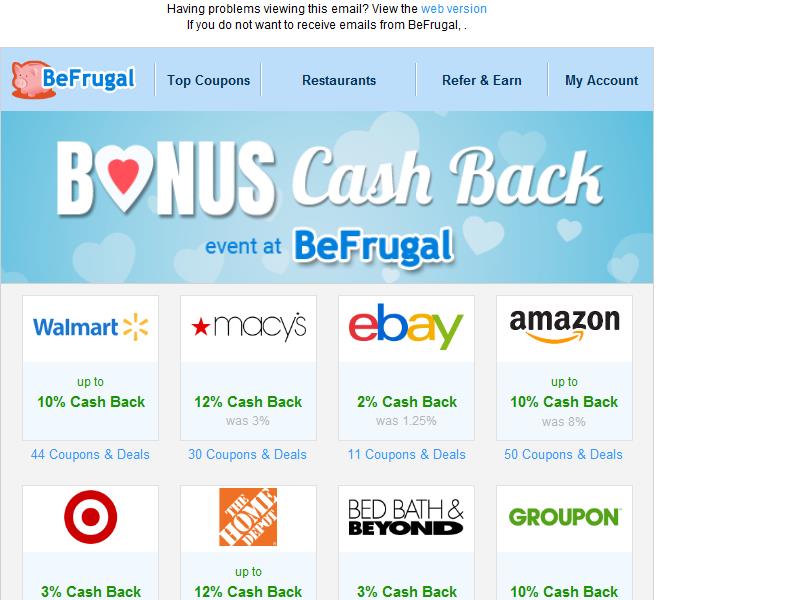 Having problems viewing this email? View the web version
If you do not want to receive emails from BeFrugal, .
BeFrugal
Top Coupons
Restaurants
Refer & Earn
My Account
BONUS Cash Back
event at BeFrugal
Walmart
macy's
ebay
amazon
up to
10% Cash Back
12% Cash Back
was 3%
2% Cash Back
was 1.25%
up to
10% Cash Back
was 8%
44 Coupons & Deals
30 Coupons & Deals
11 Coupons & Deals
50 Coupons & Deals
THE
HOME
DEPOT
BED BATH &
BEYOND
GROUPON
3% Cash Back
up to
12% Cash Back
3% Cash Back
10% Cash Back